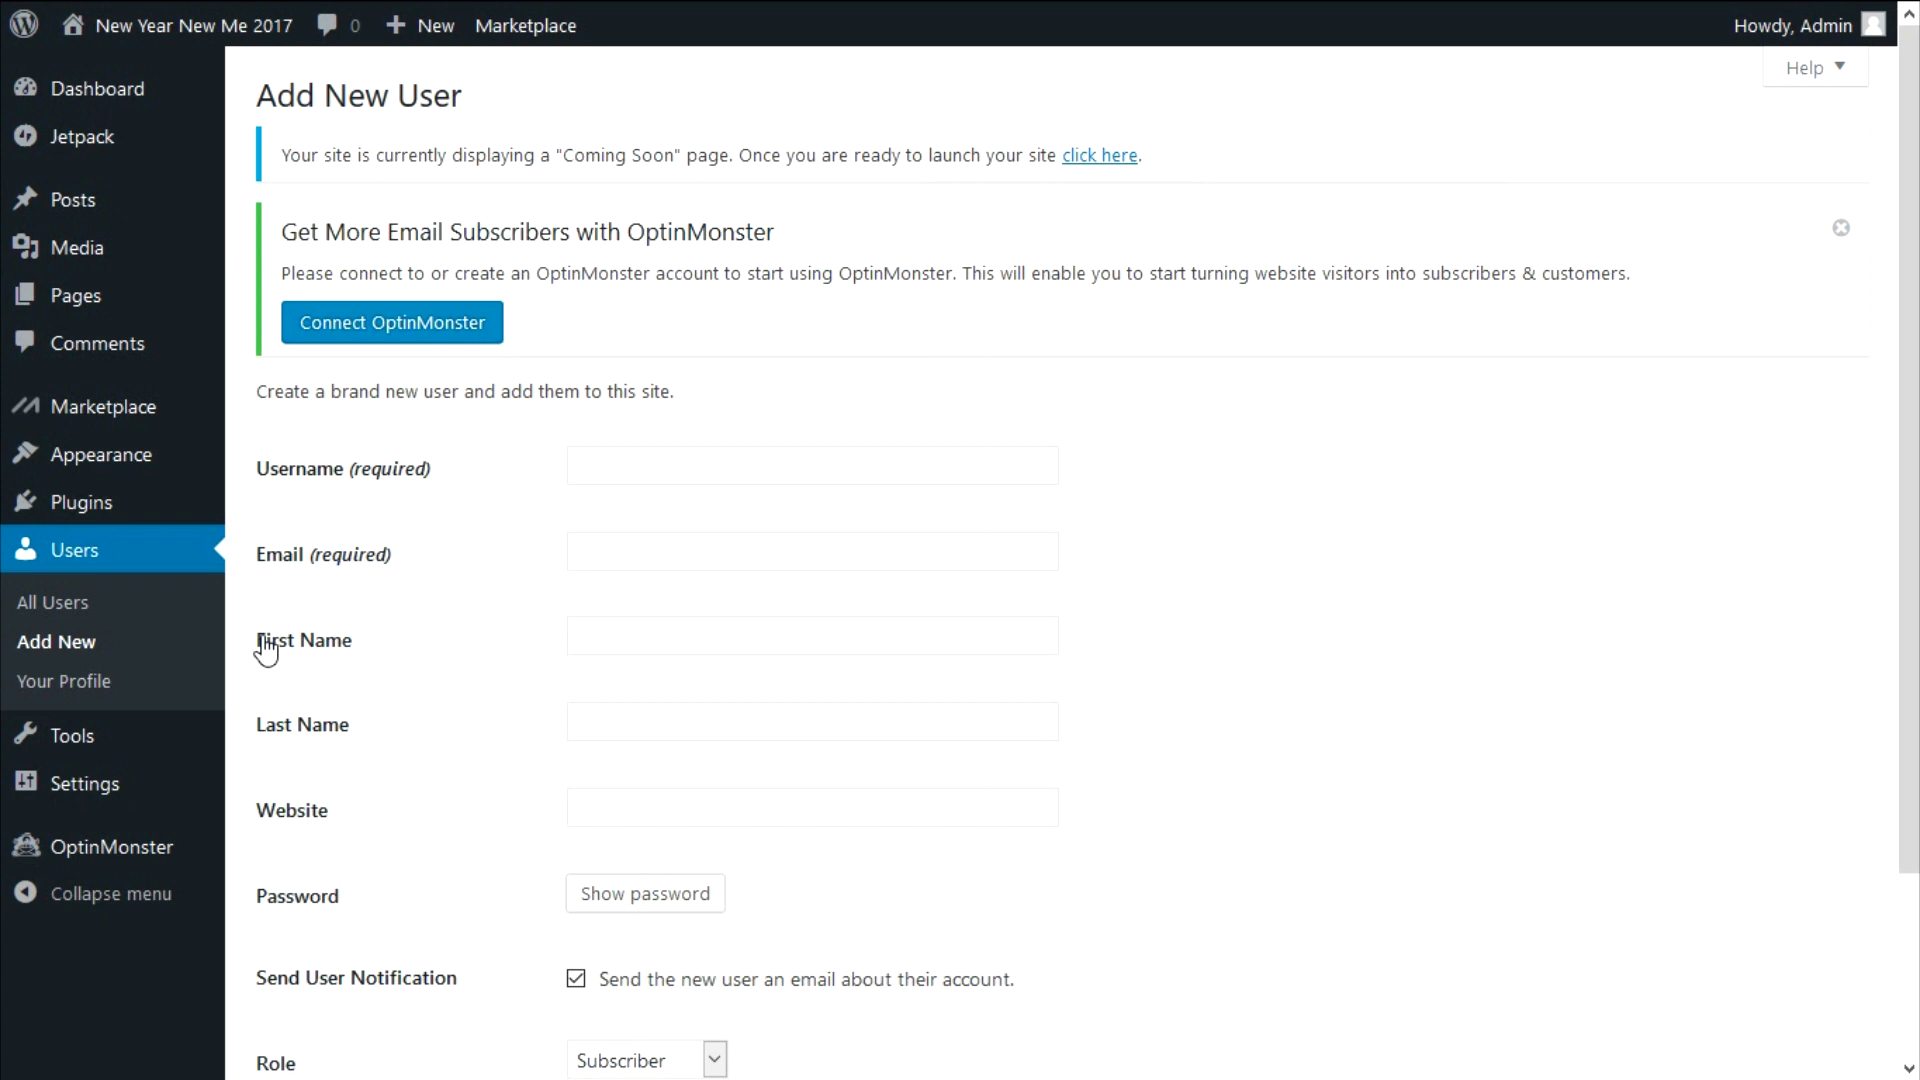 New Year New Me 2017 0 New Marketplace Howdy, Admin
Help
Dashboard
Jetpack
Posts
Media
Pages
Comments
Marketplace
Appearance
Plugins
Users
All Users
Add New
Your Profile
Tools
Settings
OptinMonster
Collapse menu
Add New User
Your site is currently displaying a "Coming Soon" page. Once you are ready to launch your site click here.
Get More Email Subscribers with OptinMonster
Please connect to or create an OptinMonster account to start using OptinMonster. This will enable you to start turning website visitors into subscribers & customers.
Connect OptinMonster
Create a brand new user and add them to this site.
Username (required)
Email (required)
First Name
Last Name
Website
Password Show password
Send User Notification Send the new user an email about their account.
Role Subscriber